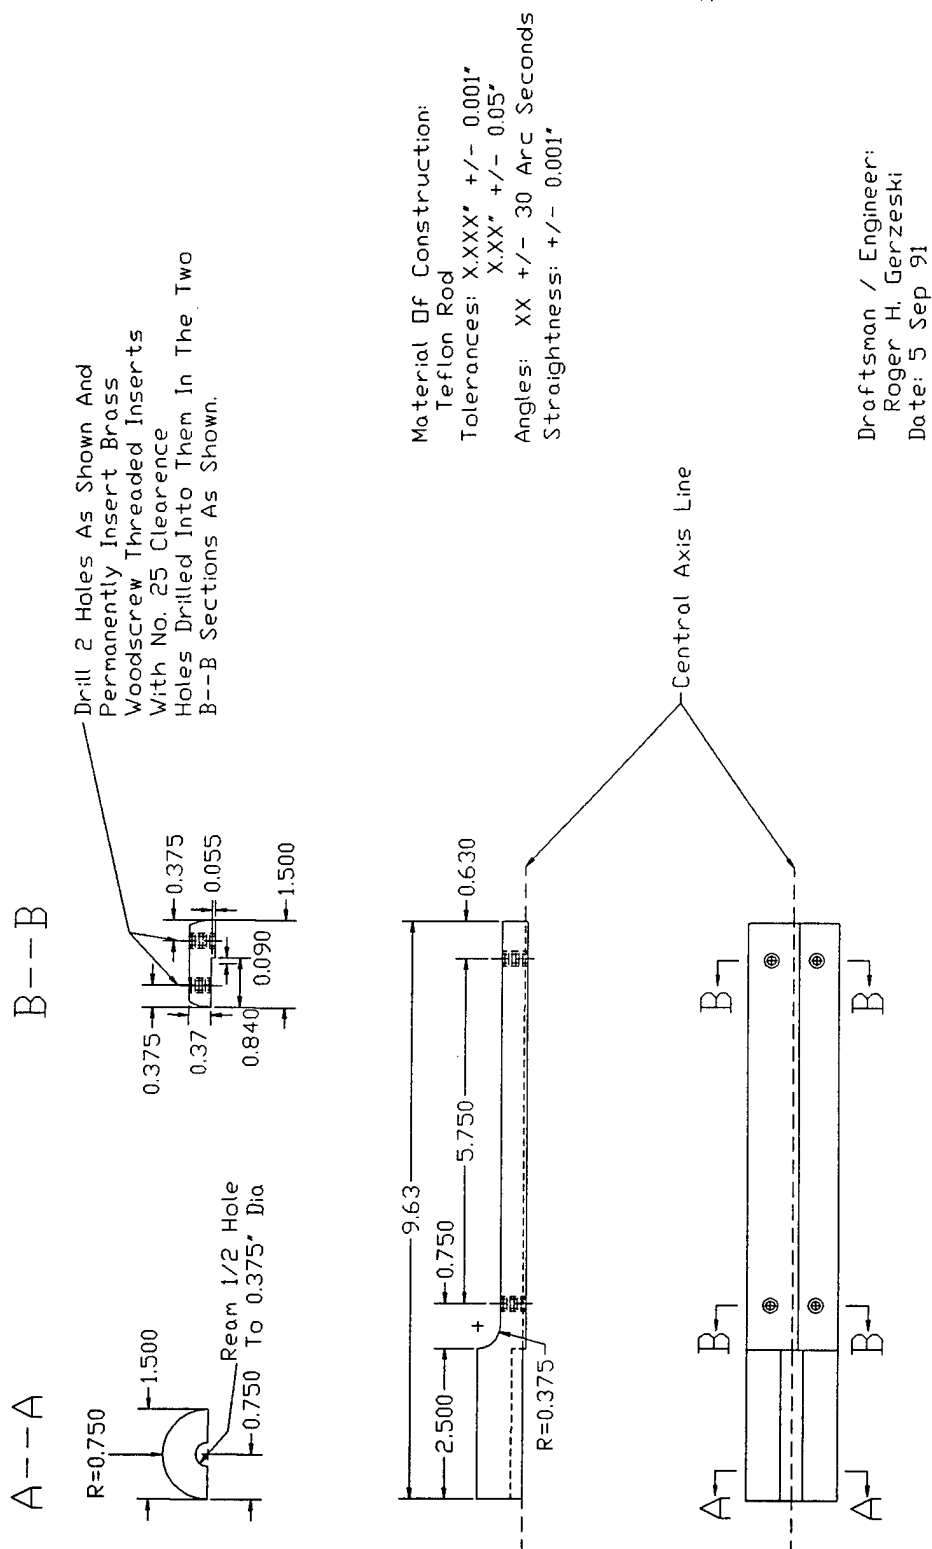 A---A
R=0.750
1.500
Ream 1/2 Hole
To 0.375" Dia
0.750
B---B
0.375
0.37
0.840
0.090
1.500
0.055
0.375
Drill 2 Holes As Shown And
Permanently Insert Brass
Woodscrew Threaded Inserts
With No. 25 Clearence
Holes Drilled Into Them In The Two
B---B Sections As Shown.
9.63
2.500
0.750
5.750
0.630
R=0.375
Material Of Construction:
Teflon Rod
Tolerances: X.XXX" +/- 0.001"
X.XX" +/- 0.05"
Angles: XX +/- 30 Arc Seconds
Straightness: +/- 0.001"
Central Axis Line
A
A
B
B
B
B
Draftsman / Engineer:
Roger H. Gerzeski
Date: 5 Sep 91